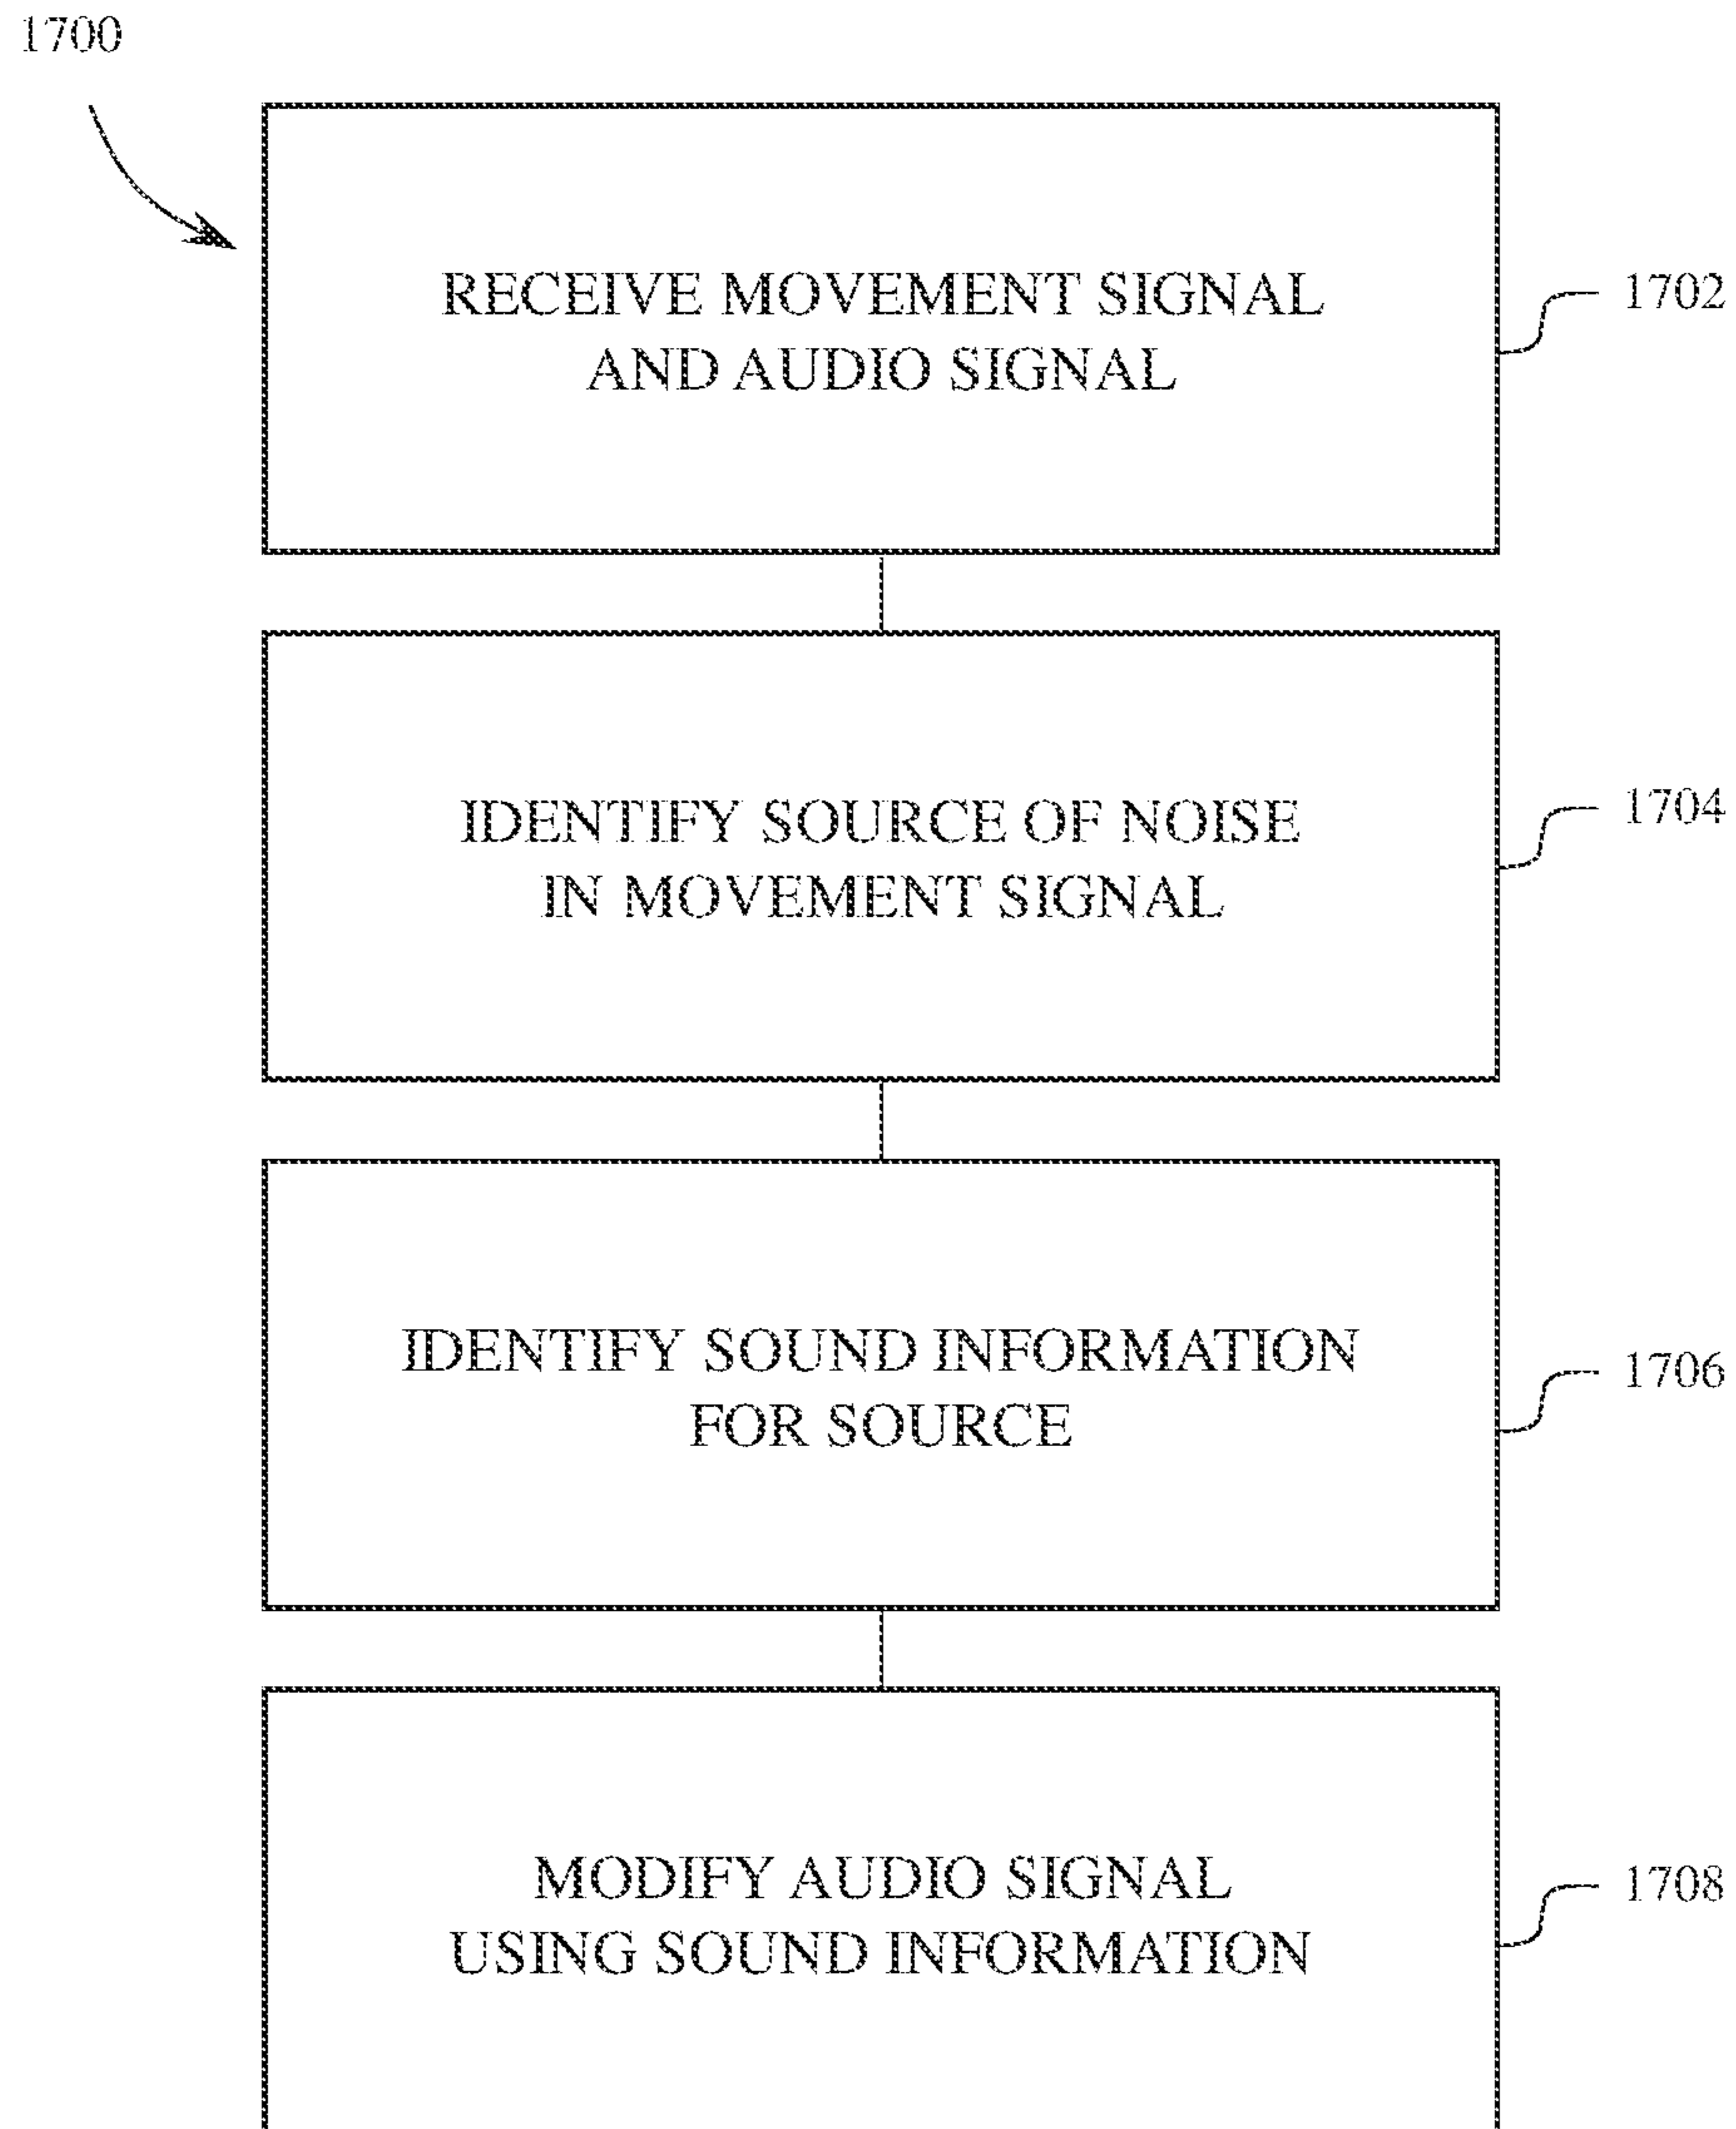 1700
RECEIVE MOVEMENT SIGNAL
AND AUDIO SIGNAL
1702
IDENTIFY SOURCE OF NOISE
IN MOVEMENT SIGNAL
1704
IDENTIFY SOUND INFORMATION
FOR SOURCE
1706
MODIFY AUDIO SIGNAL
USING SOUND INFORMATION
1708